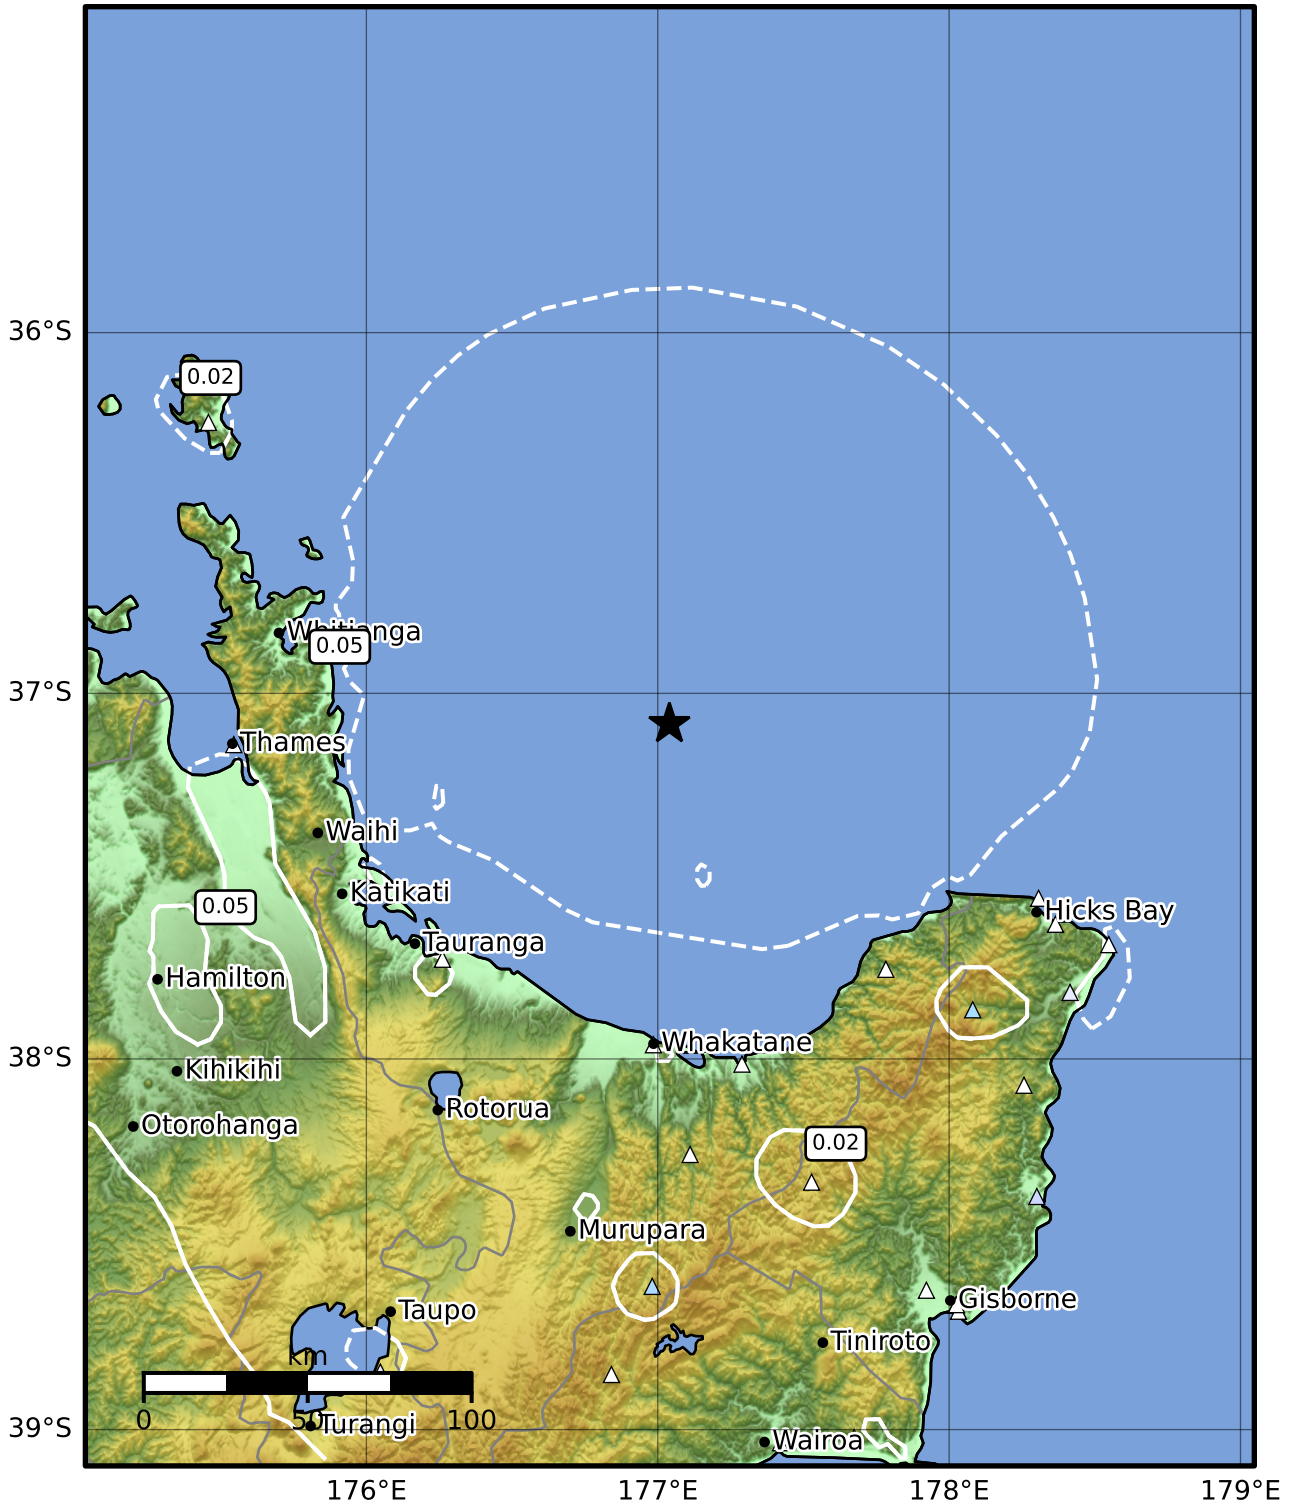 36°S
0.02
Whitianga
0.05
37°S
Thames
Waihi
Katikati
0.05
Hicks Bay
Tauranga
Hamilton
Whakatane
38°S
Kihikihi
Rotorua
Otorohanga
0.02
Murupara
Gisborne
Taupo
Tiniroto
km
0
50
100
Turangi
39°S
Wairoa
176°E
177°E
178°E
179°E